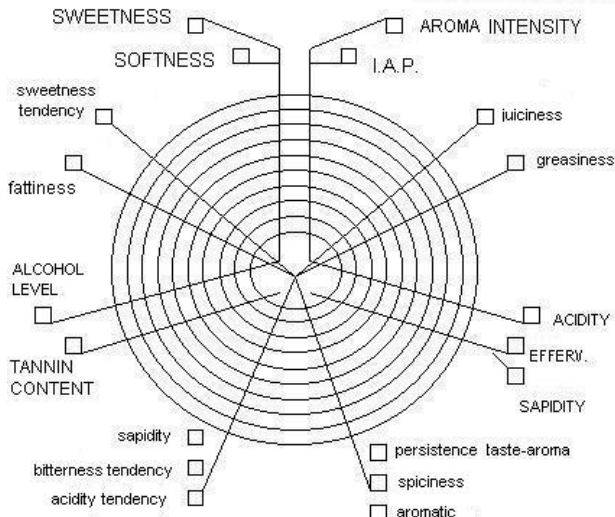 SWEETNESS
AROMA INTENSITY
SOFTNESS
I.A.P.
sweetness
tendency
juiciness
fattiness
greasiness
ALCOHOL
LEVEL
ACIDITY
TANNIN
CONTENT
EFFERV.
SAPIDITY
sapidity
bitterness tendency
acidity tendency
persistence taste-aroma
spiciness
aromatic